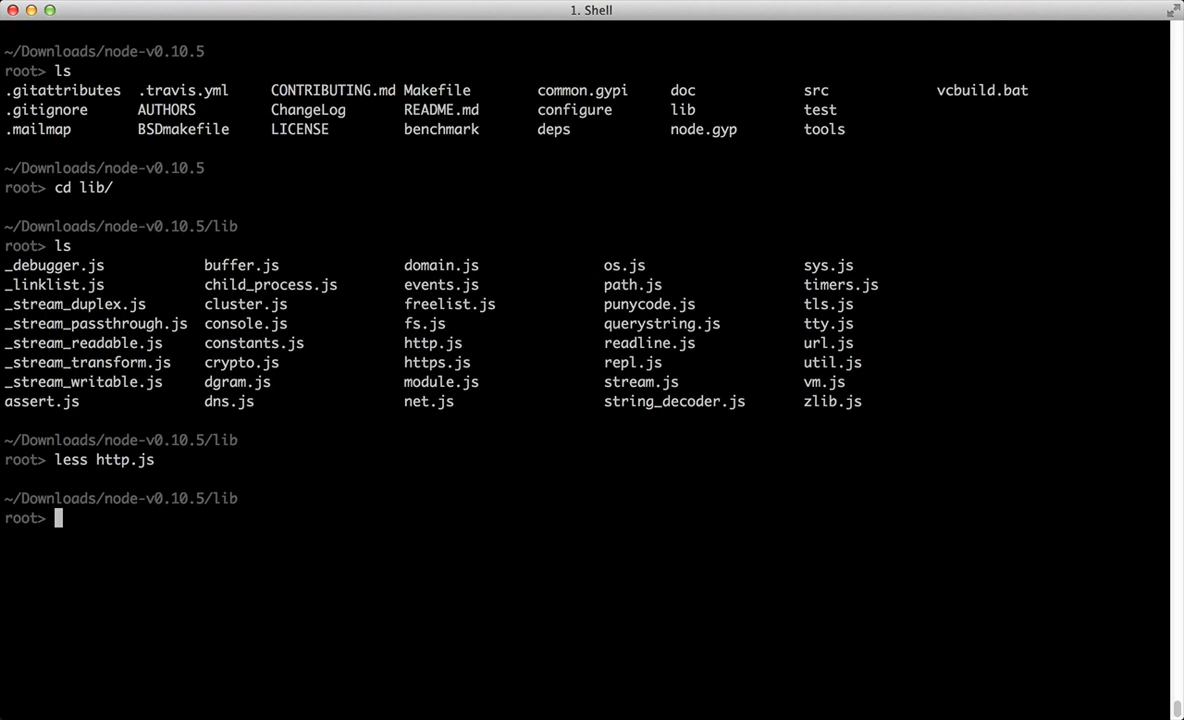 1. Shell
~/Downloads/node-v0.10.5
root> ls
.gitattributes .travis.yml CONTRIBUTING.md Makefile common.gypi doc src vcbuild.bat
.gitignore AUTHORS ChangeLog README.md configure lib test
.mailmap BSDmakefile LICENSE benchmark deps node.gyp tools
~/Downloads/node-v0.10.5
root> cd lib/
~/Downloads/node-v0.10.5/lib
root> ls
_debugger.js buffer.js domain.js os.js sys.js
_linklist.js child_process.js events.js path.js timers.js
_stream_duplex.js cluster.js freelist.js punycode.js tls.js
_stream_passthrough.js console.js fs.js querystring.js tty.js
_stream_readable.js constants.js http.js readline.js url.js
_stream_transform.js crypto.js https.js repl.js util.js
_stream_writable.js dgram.js module.js stream.js vm.js
assert.js dns.js net.js string_decoder.js zlib.js
~/Downloads/node-v0.10.5/lib
root> less http.js
~/Downloads/node-v0.10.5/lib
root>